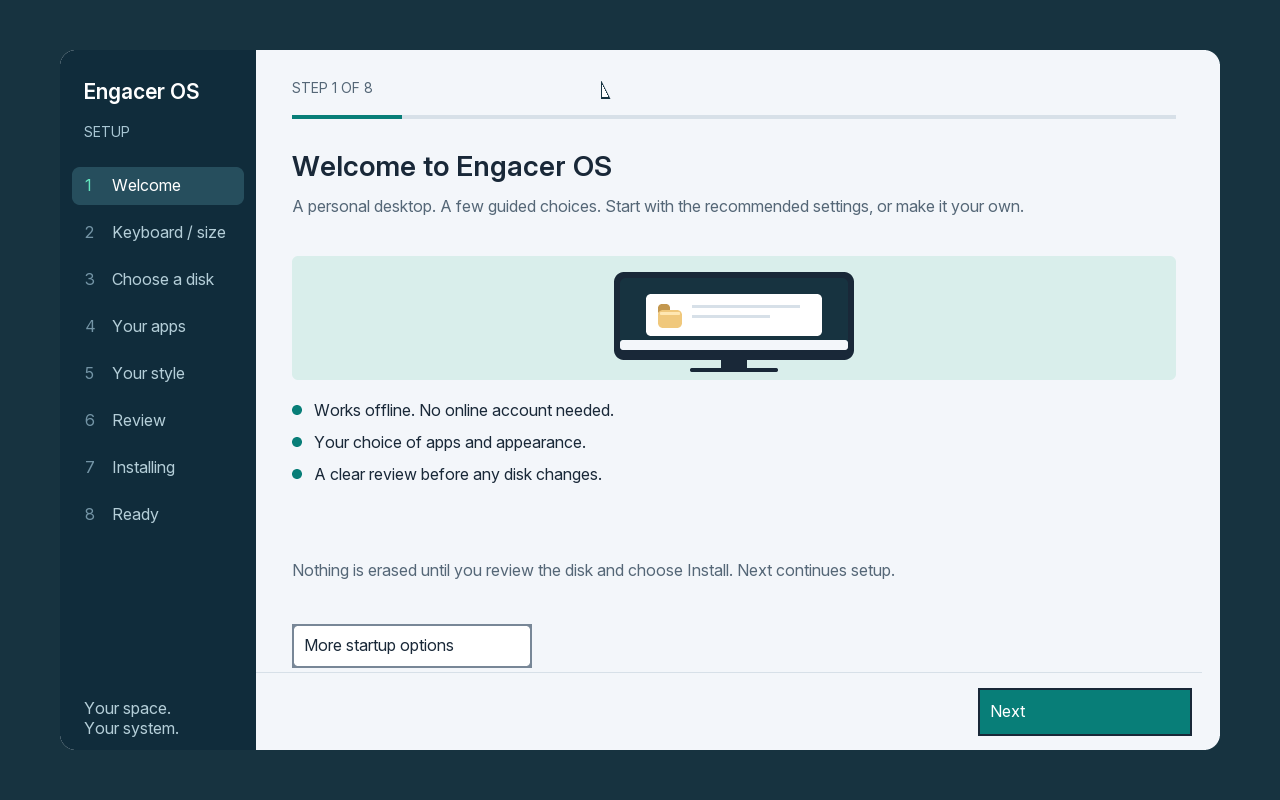 Engacer OS
SETUP
1 Welcome
2 Keyboard / size
3 Choose a disk
4 Your apps
5 Your style
6 Review
7 Installing
8 Ready
Your space.
Your system.
STEP 1 OF 8
Welcome to Engacer OS
A personal desktop. A few guided choices. Start with the recommended settings, or make it your own.
Works offline. No online account needed.
Your choice of apps and appearance.
A clear review before any disk changes.
Nothing is erased until you review the disk and choose Install. Next continues setup.
More startup options
Next